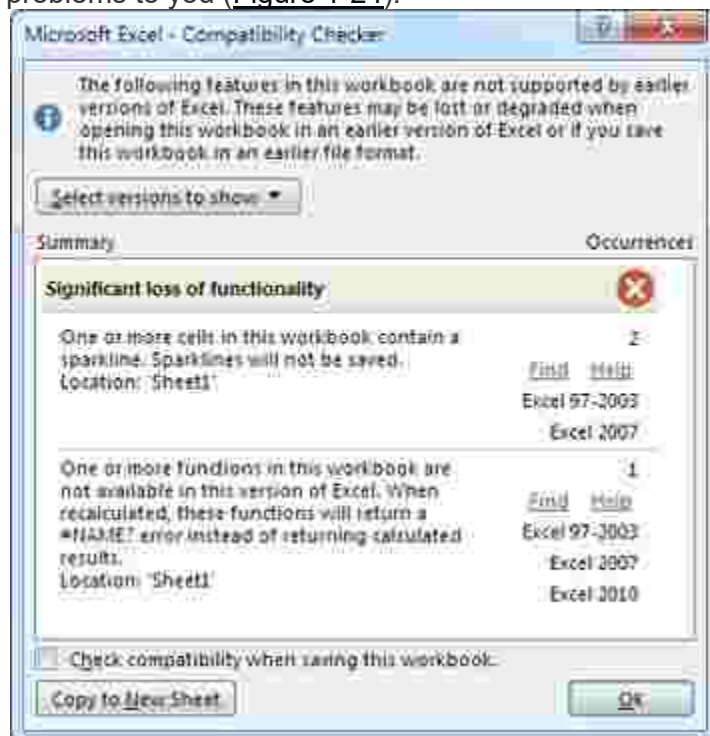 problems to you (Figure 1-21).
Microsoft Excel - Compatibility Checker
The following features in this workbook are not supported by earlier
versions of Excel. These features may be lost or degraded when
opening this workbook in an earlier version of Excel or if you save
this workbook in an earlier file format.
Select versions to show
Summary Occurrences
Significant loss of functionality
One or more cells in this workbook contain a 2
sparkline. Sparklines will not be saved.
Location: 'Sheet1'
Find Help
Excel 97-2003
Excel 2007
One or more functions in this workbook are 1
not available in this version of Excel. When
recalculated, these functions will return a Find Help
#NAME? error instead of returning calculated Excel 97-2003
results. Excel 2007
Location: 'Sheet1'
Excel 2010
Check compatibility when saving this workbook.
Copy to New Sheet OK